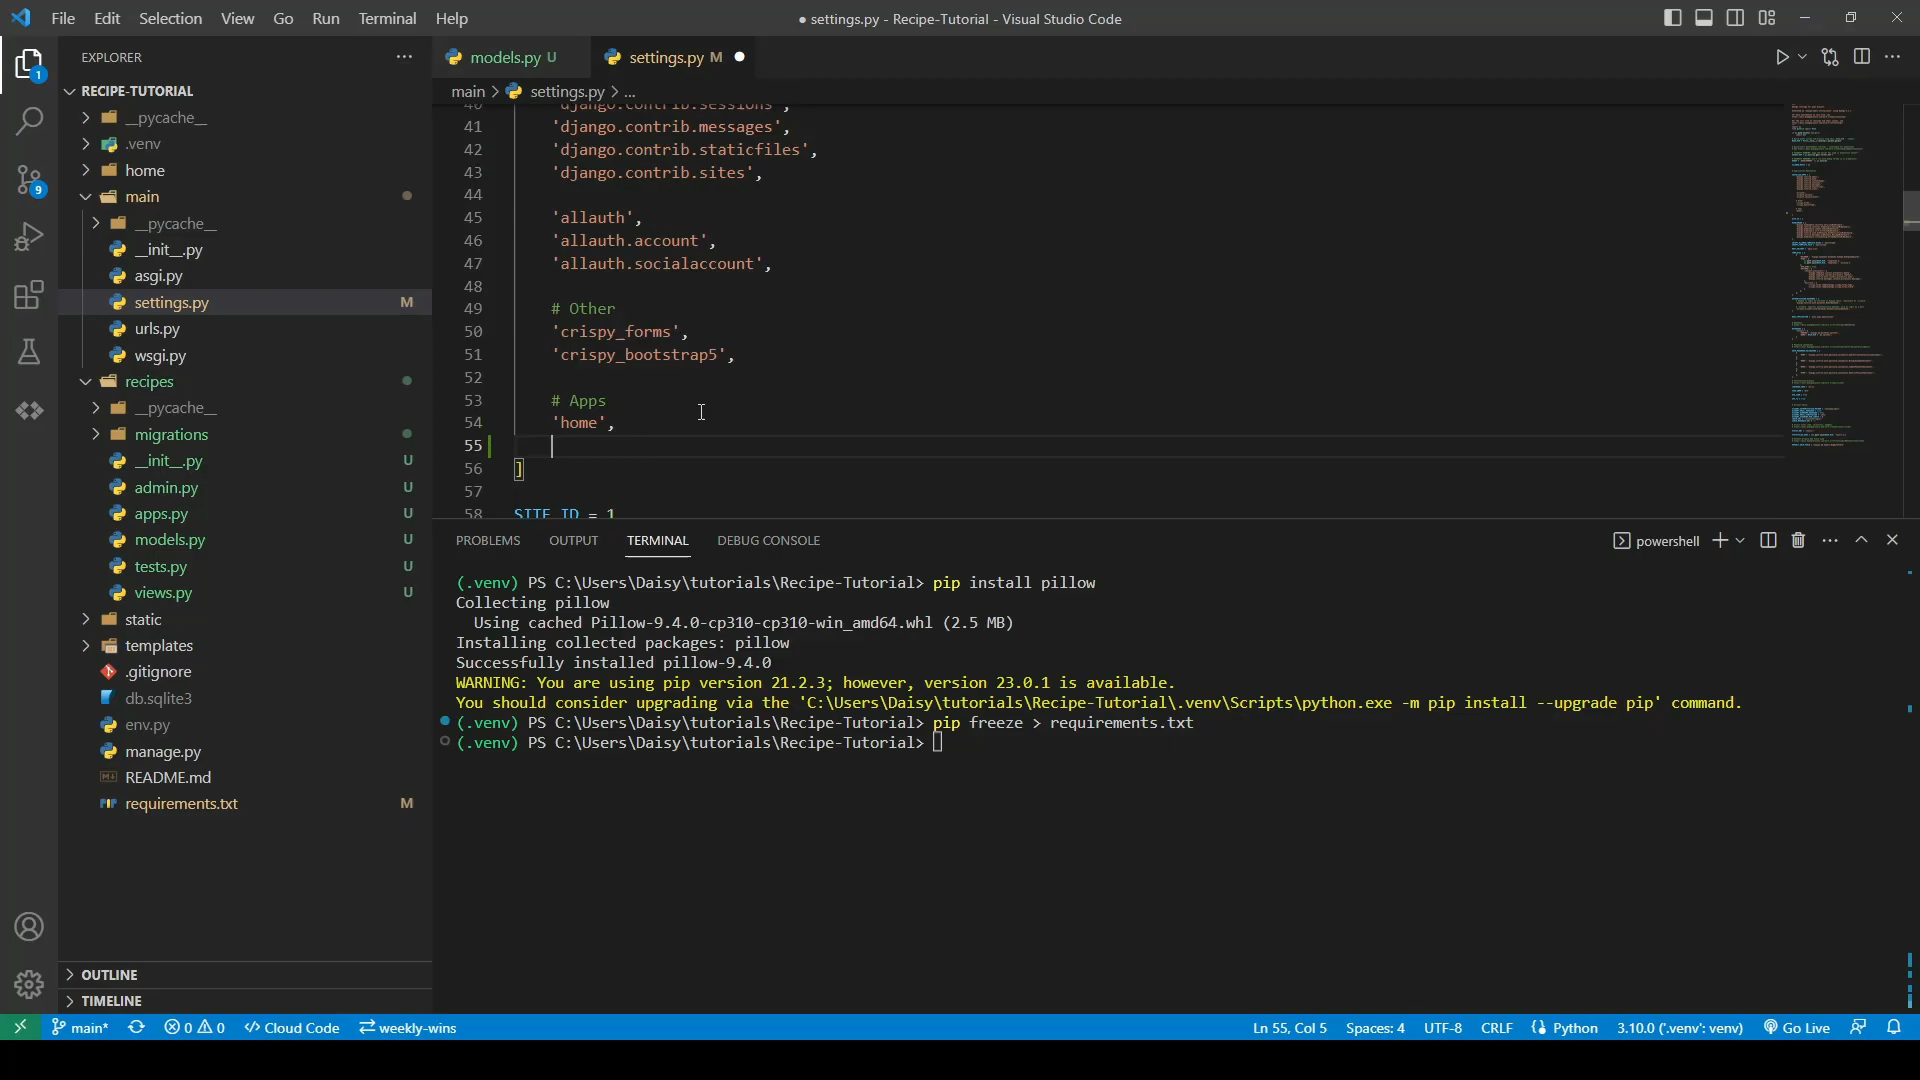 File Edit Selection View Go Run Terminal Help
● settings.py - Recipe-Tutorial - Visual Studio Code
EXPLORER
RECIPE-TUTORIAL
__pycache__
.venv
home
main
__pycache__
__init__.py
asgi.py
settings.py M
urls.py
wsgi.py
recipes
__pycache__
migrations
__init__.py U
admin.py U
apps.py U
models.py U
tests.py U
views.py U
static
templates
.gitignore
db.sqlite3
env.py
manage.py
README.md
requirements.txt M
OUTLINE
TIMELINE
1
9
models.py U
settings.py M
main > settings.py > ...
40 'django.contrib.sessions',
41 'django.contrib.messages',
42 'django.contrib.staticfiles',
43 'django.contrib.sites',
44
45 'allauth',
46 'allauth.account',
47 'allauth.socialaccount',
48
49 # Other
50 'crispy_forms',
51 'crispy_bootstrap5',
52
53 # Apps
54 'home',
55
56 ]
57
58 SITE_ID = 1
PROBLEMS OUTPUT TERMINAL DEBUG CONSOLE
powershell
(.venv) PS C:\Users\Daisy\tutorials\Recipe-Tutorial> pip install pillow
Collecting pillow
Using cached Pillow-9.4.0-cp310-cp310-win_amd64.whl (2.5 MB)
Installing collected packages: pillow
Successfully installed pillow-9.4.0
WARNING: You are using pip version 21.2.3; however, version 23.0.1 is available.
You should consider upgrading via the 'C:\Users\Daisy\tutorials\Recipe-Tutorial\.venv\Scripts\python.exe -m pip install --upgrade pip' command.
(.venv) PS C:\Users\Daisy\tutorials\Recipe-Tutorial> pip freeze > requirements.txt
(.venv) PS C:\Users\Daisy\tutorials\Recipe-Tutorial>
main* 0 0 Cloud Code weekly-wins
Ln 55, Col 5 Spaces: 4 UTF-8 CRLF Python 3.10.0 ('.venv': venv) Go Live